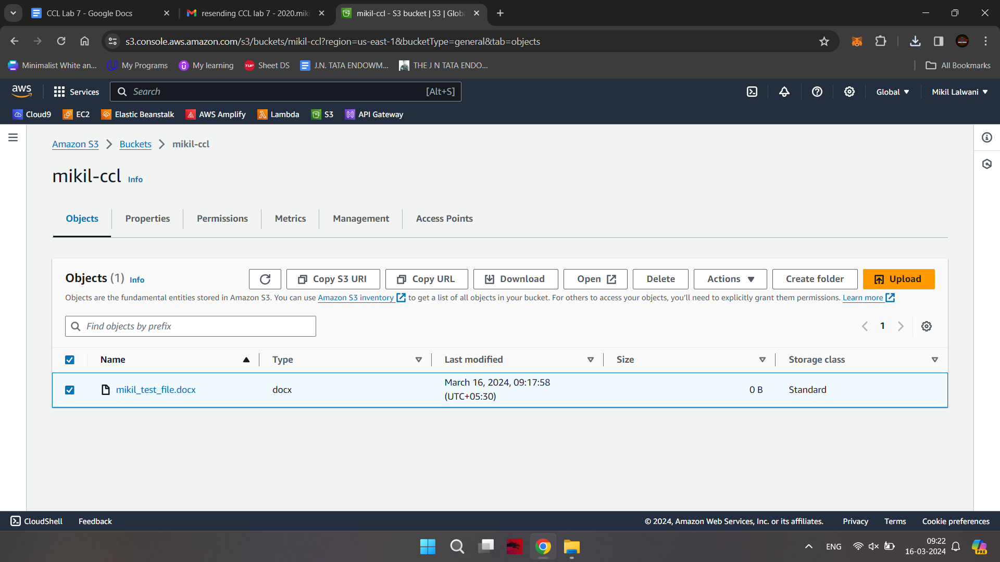 CCL Lab 7 - Google Docs
resending CCL lab 7 - 2020.miki
mikil-ccl - S3 bucket | S3 | Globa
s3.console.aws.amazon.com/s3/buckets/mikil-ccl?region=us-east-1&bucketType=general&tab=objects
Minimalist White an...
My Programs
My learning
Sheet DS
J.N. TATA ENDOWM...
THE J N TATA ENDO...
All Bookmarks
aws
Services
Search
[Alt+S]
Global
Mikil Lalwani
Cloud9
EC2
Elastic Beanstalk
AWS Amplify
Lambda
S3
API Gateway
Amazon S3
Buckets
mikil-ccl
mikil-ccl Info
Objects
Properties
Permissions
Metrics
Management
Access Points
Objects (1) Info
Copy S3 URI
Copy URL
Download
Open
Delete
Actions
Create folder
Upload
Objects are the fundamental entities stored in Amazon S3. You can use Amazon S3 inventory to get a list of all objects in your bucket. For others to access your objects, you'll need to explicitly grant them permissions. Learn more
Find objects by prefix
1
Name
Type
Last modified
Size
Storage class
mikil_test_file.docx
docx
March 16, 2024, 09:17:58
(UTC+05:30)
0 B
Standard
CloudShell
Feedback
© 2024, Amazon Web Services, Inc. or its affiliates.
Privacy
Terms
Cookie preferences
ENG
09:22
16-03-2024
PRE